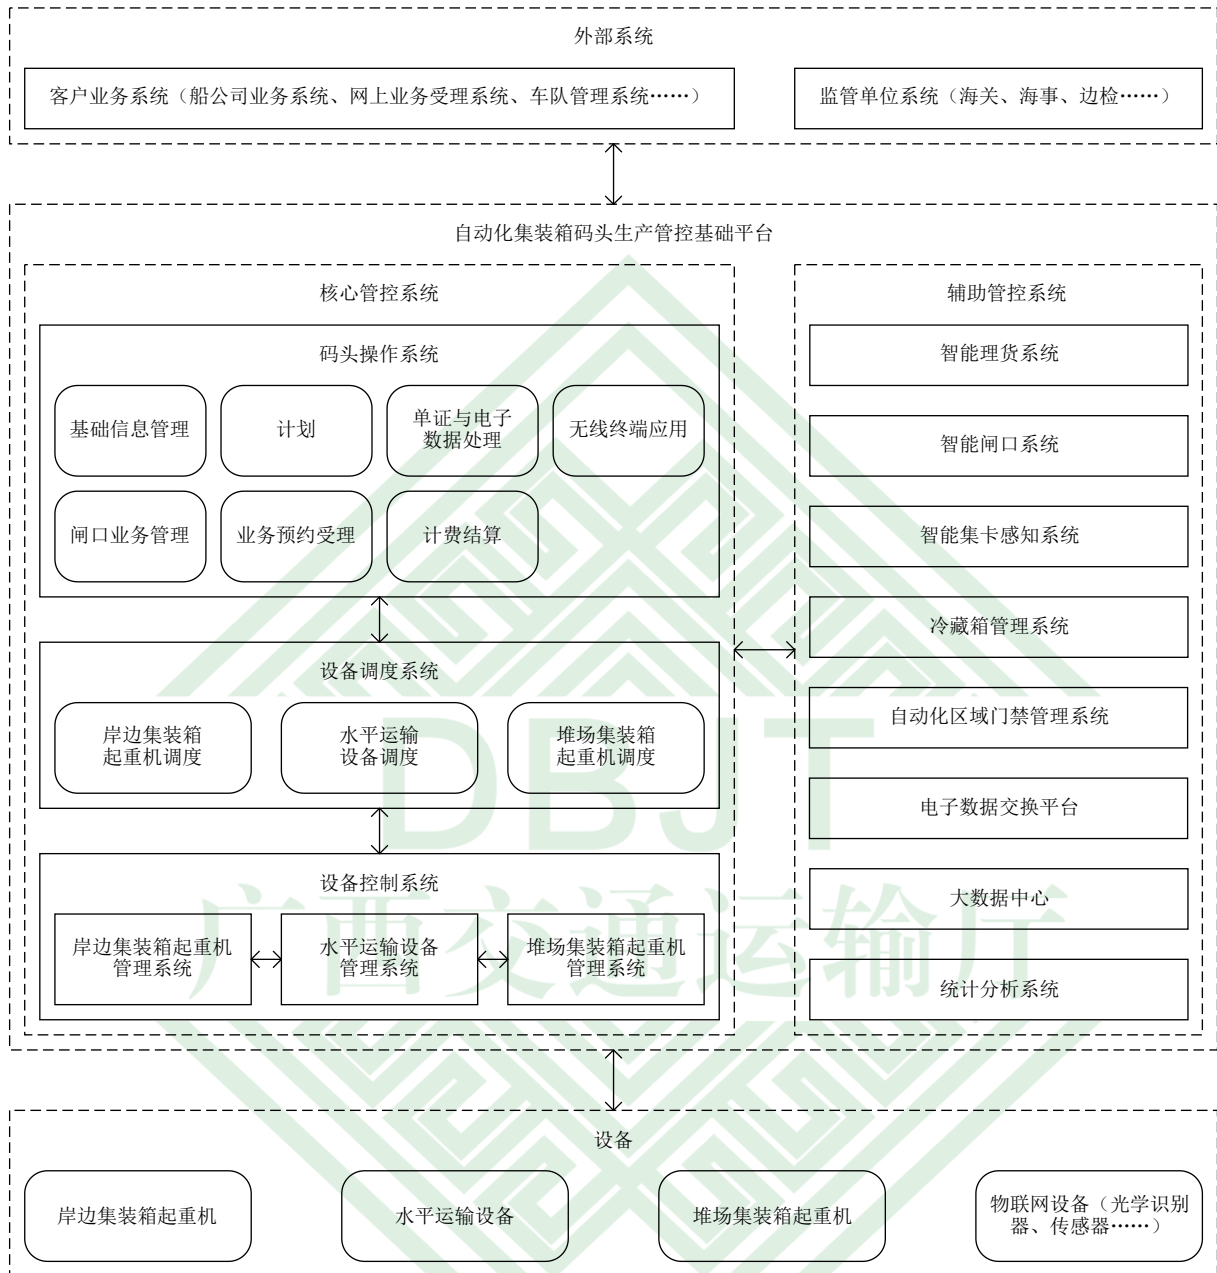 外部系统
客户业务系统（船公司业务系统、网上业务受理系统、车队管理系统……）
监管单位系统（海关、海事、边检……）
自动化集装箱码头生产管控基础平台
核心管控系统
码头操作系统
基础信息管理
计划
单证与电子
数据处理
无线终端应用
闸口业务管理
业务预约受理
计费结算
设备调度系统
岸边集装箱
起重机调度
水平运输
设备调度
堆场集装箱
起重机调度
设备控制系统
岸边集装箱起重机
管理系统
水平运输设备
管理系统
堆场集装箱起重机
管理系统
辅助管控系统
智能理货系统
智能闸口系统
智能集卡感知系统
冷藏箱管理系统
自动化区域门禁管理系统
电子数据交换平台
大数据中心
统计分析系统
设备
岸边集装箱起重机
水平运输设备
堆场集装箱起重机
物联网设备（光学识别
器、传感器……）
DBJT
广西交通运输厅